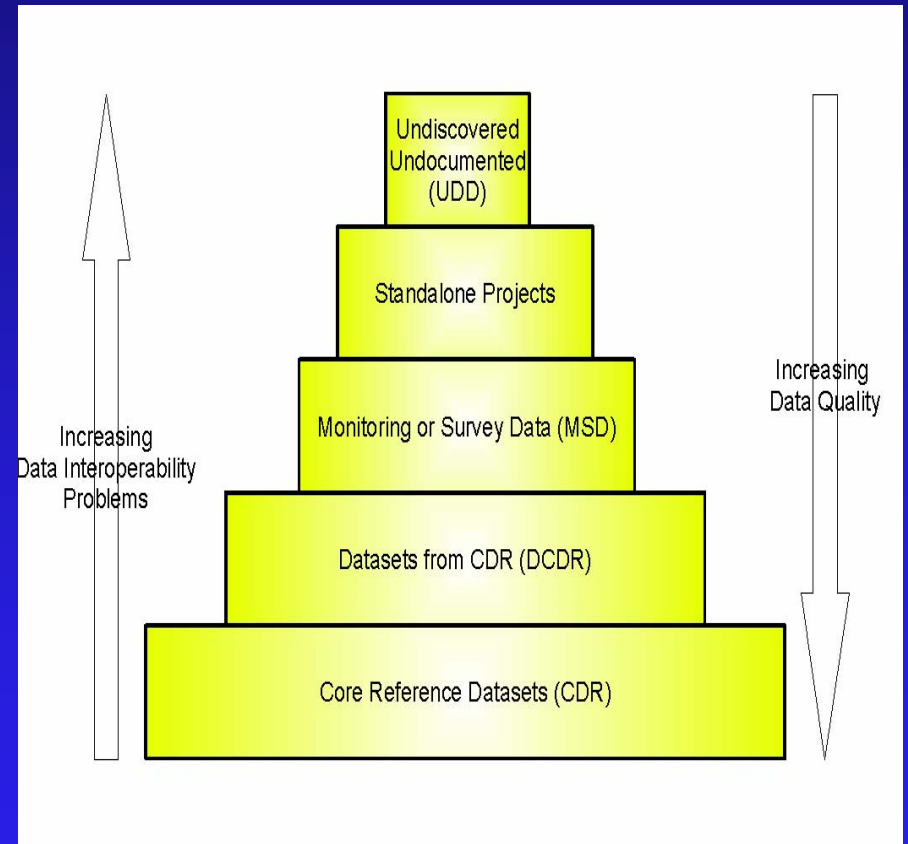 Undiscovered
Undocumented
(UDD)
Standalone Projects
Increasing
Data Quality
Monitoring or Survey Data (MSD)
Increasing
Data Interoperability
Problems
Datasets from CDR (DCDR)
Core Reference Datasets (CDR)